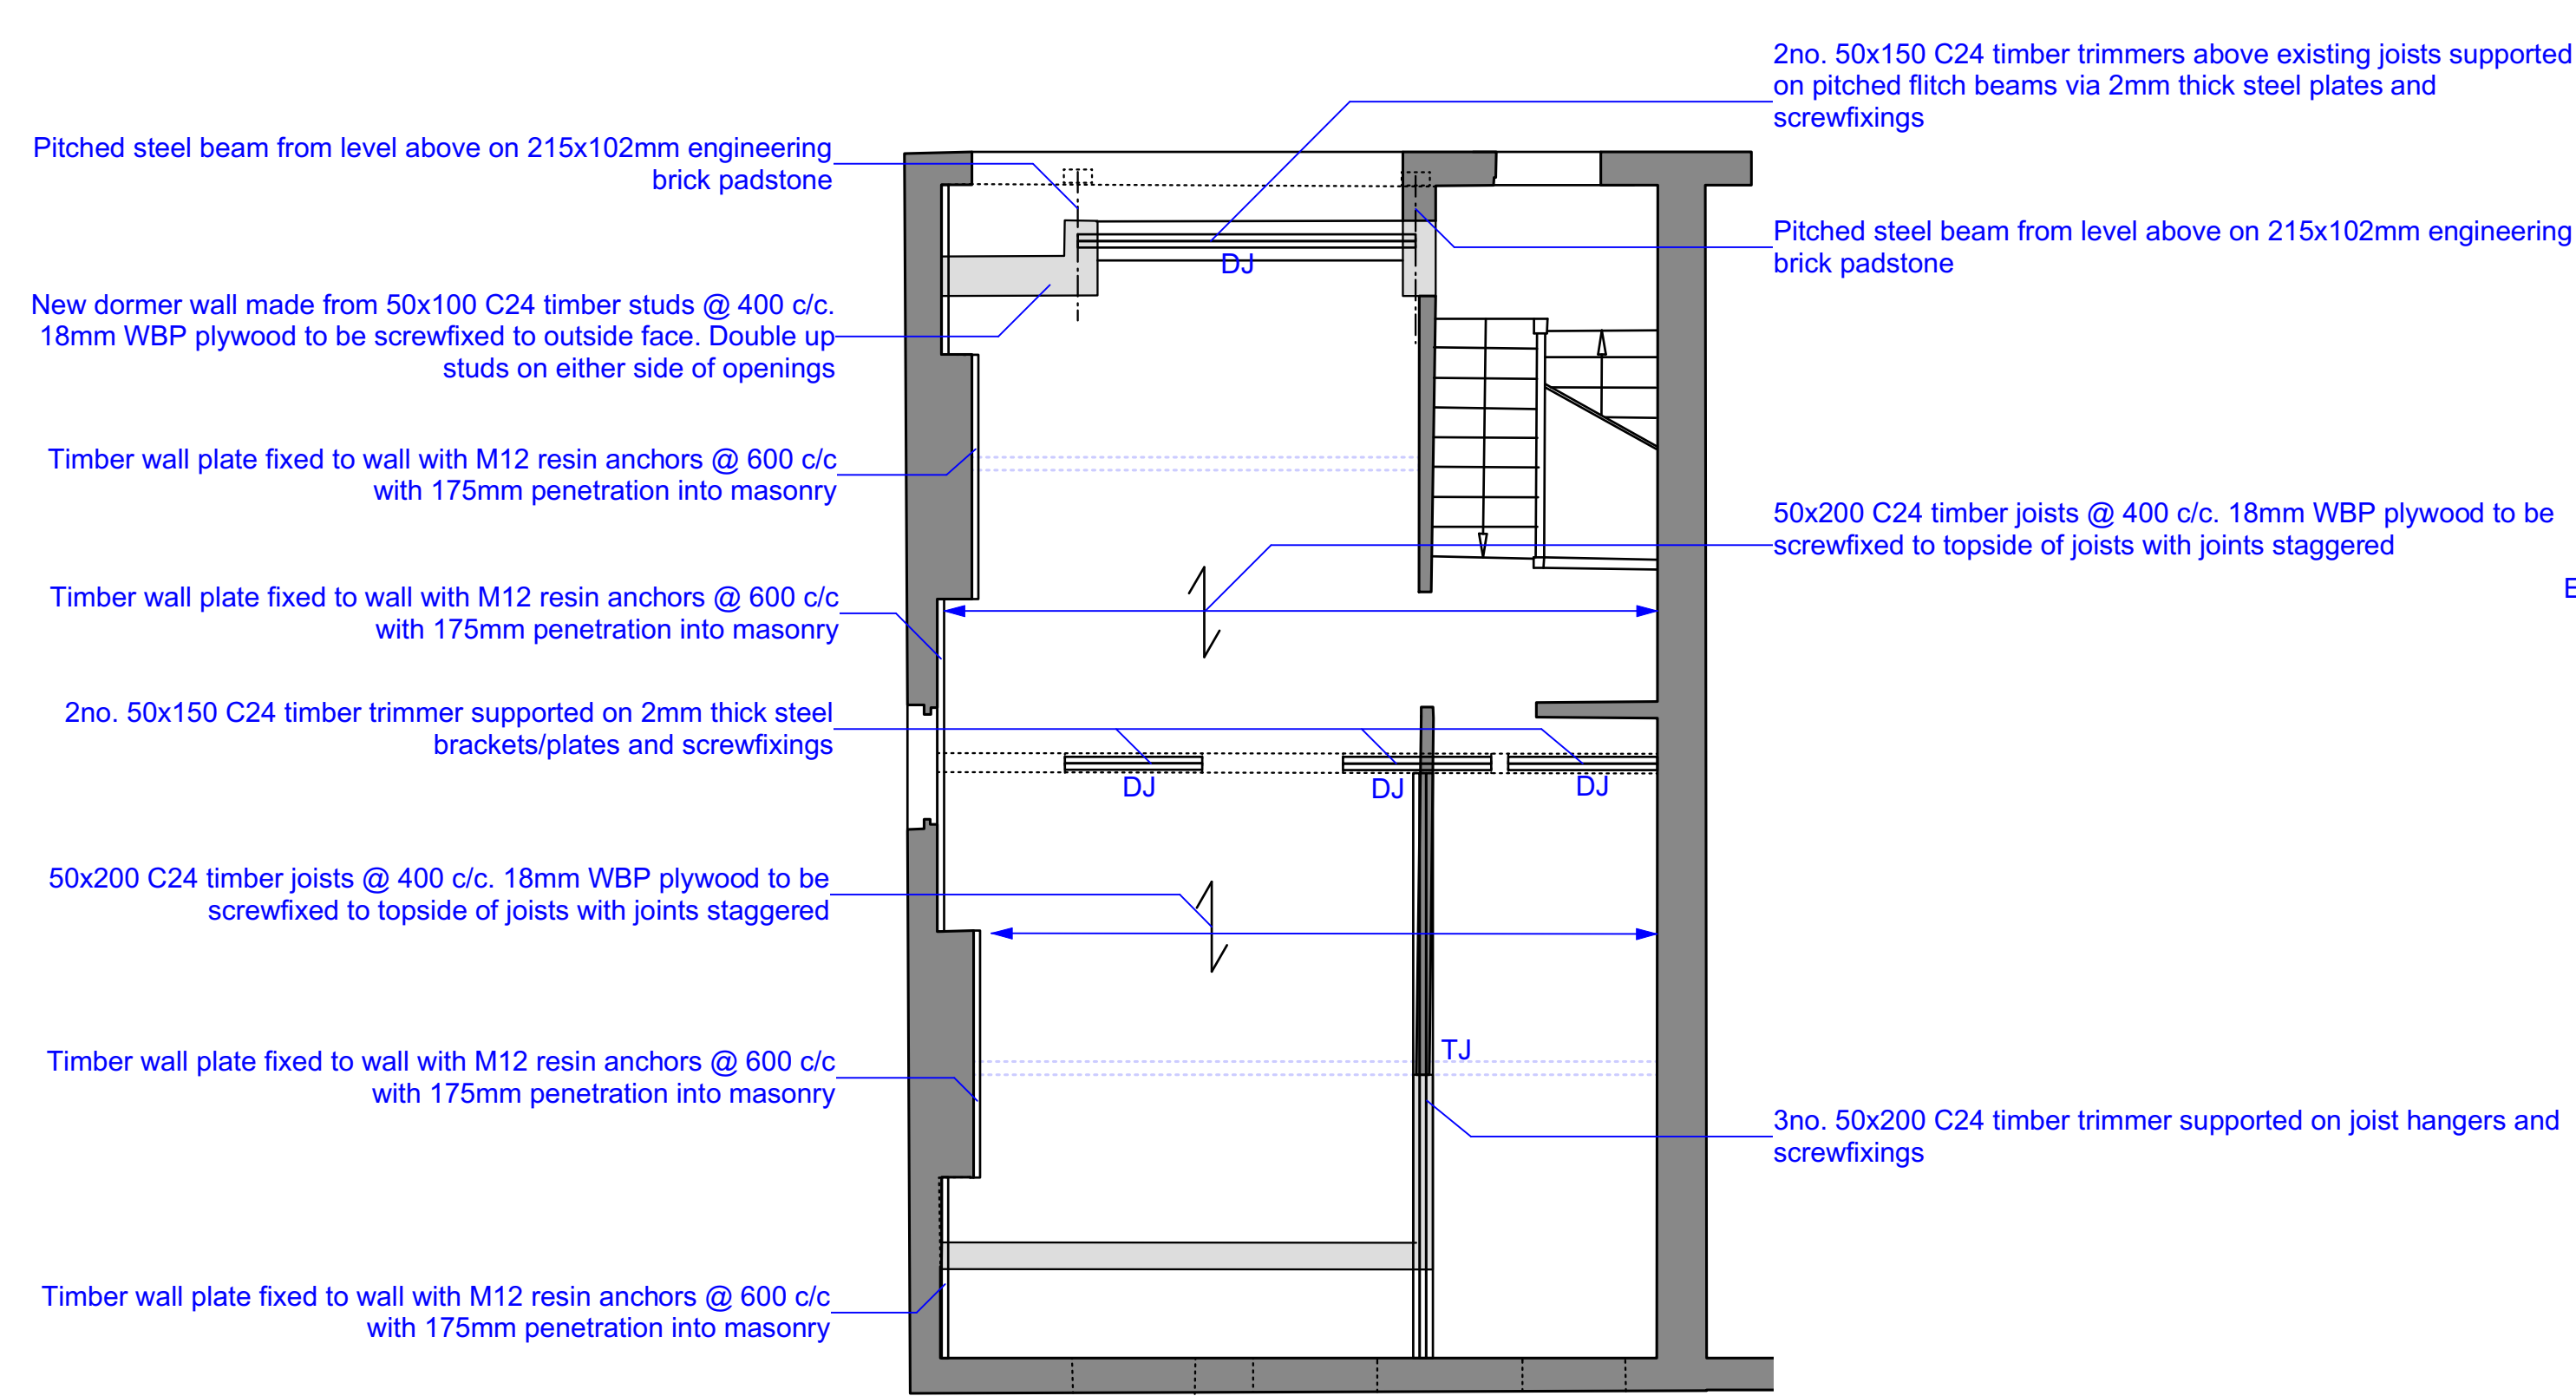 2no. 50x150 C24 timber trimmers above existing joists supported
on pitched flitch beams via 2mm thick steel plates and
screwfixings
Pitched steel beam from level above on 215x102mm engineering
brick padstone
Pitched steel beam from level above on 215x102mm engineering
brick padstone
DJ
New dormer wall made from 50x100 C24 timber studs @ 400 c/c.
18mm WBP plywood to be screwfixed to outside face. Double up
studs on either side of openings
Timber wall plate fixed to wall with M12 resin anchors @ 600 c/c
with 175mm penetration into masonry
50x200 C24 timber joists @ 400 c/c. 18mm WBP plywood to be
screwfixed to topside of joists with joints staggered
E
Timber wall plate fixed to wall with M12 resin anchors @ 600 c/c
with 175mm penetration into masonry
2no. 50x150 C24 timber trimmer supported on 2mm thick steel
brackets/plates and screwfixings
DJ
DJ
DJ
50x200 C24 timber joists @ 400 c/c. 18mm WBP plywood to be
screwfixed to topside of joists with joints staggered
TJ
Timber wall plate fixed to wall with M12 resin anchors @ 600 c/c
with 175mm penetration into masonry
3no. 50x200 C24 timber trimmer supported on joist hangers and
screwfixings
Timber wall plate fixed to wall with M12 resin anchors @ 600 c/c
with 175mm penetration into masonry